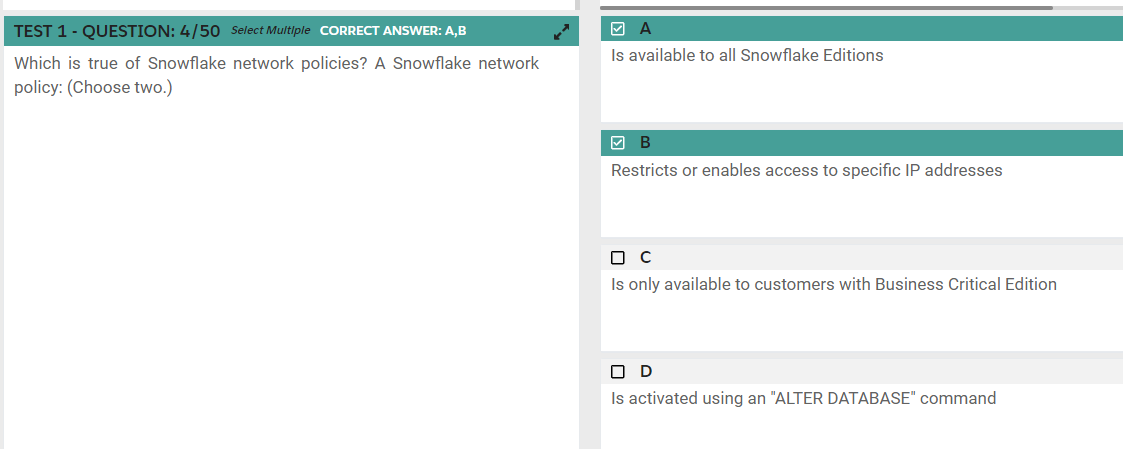 TEST 1 - QUESTION: 4/50 Select Multiple CORRECT ANSWER: A,B
Which is true of Snowflake network policies? A Snowflake network
policy: (Choose two.)
A
Is available to all Snowflake Editions
B
Restricts or enables access to specific IP addresses
C
Is only available to customers with Business Critical Edition
D
Is activated using an "ALTER DATABASE" command